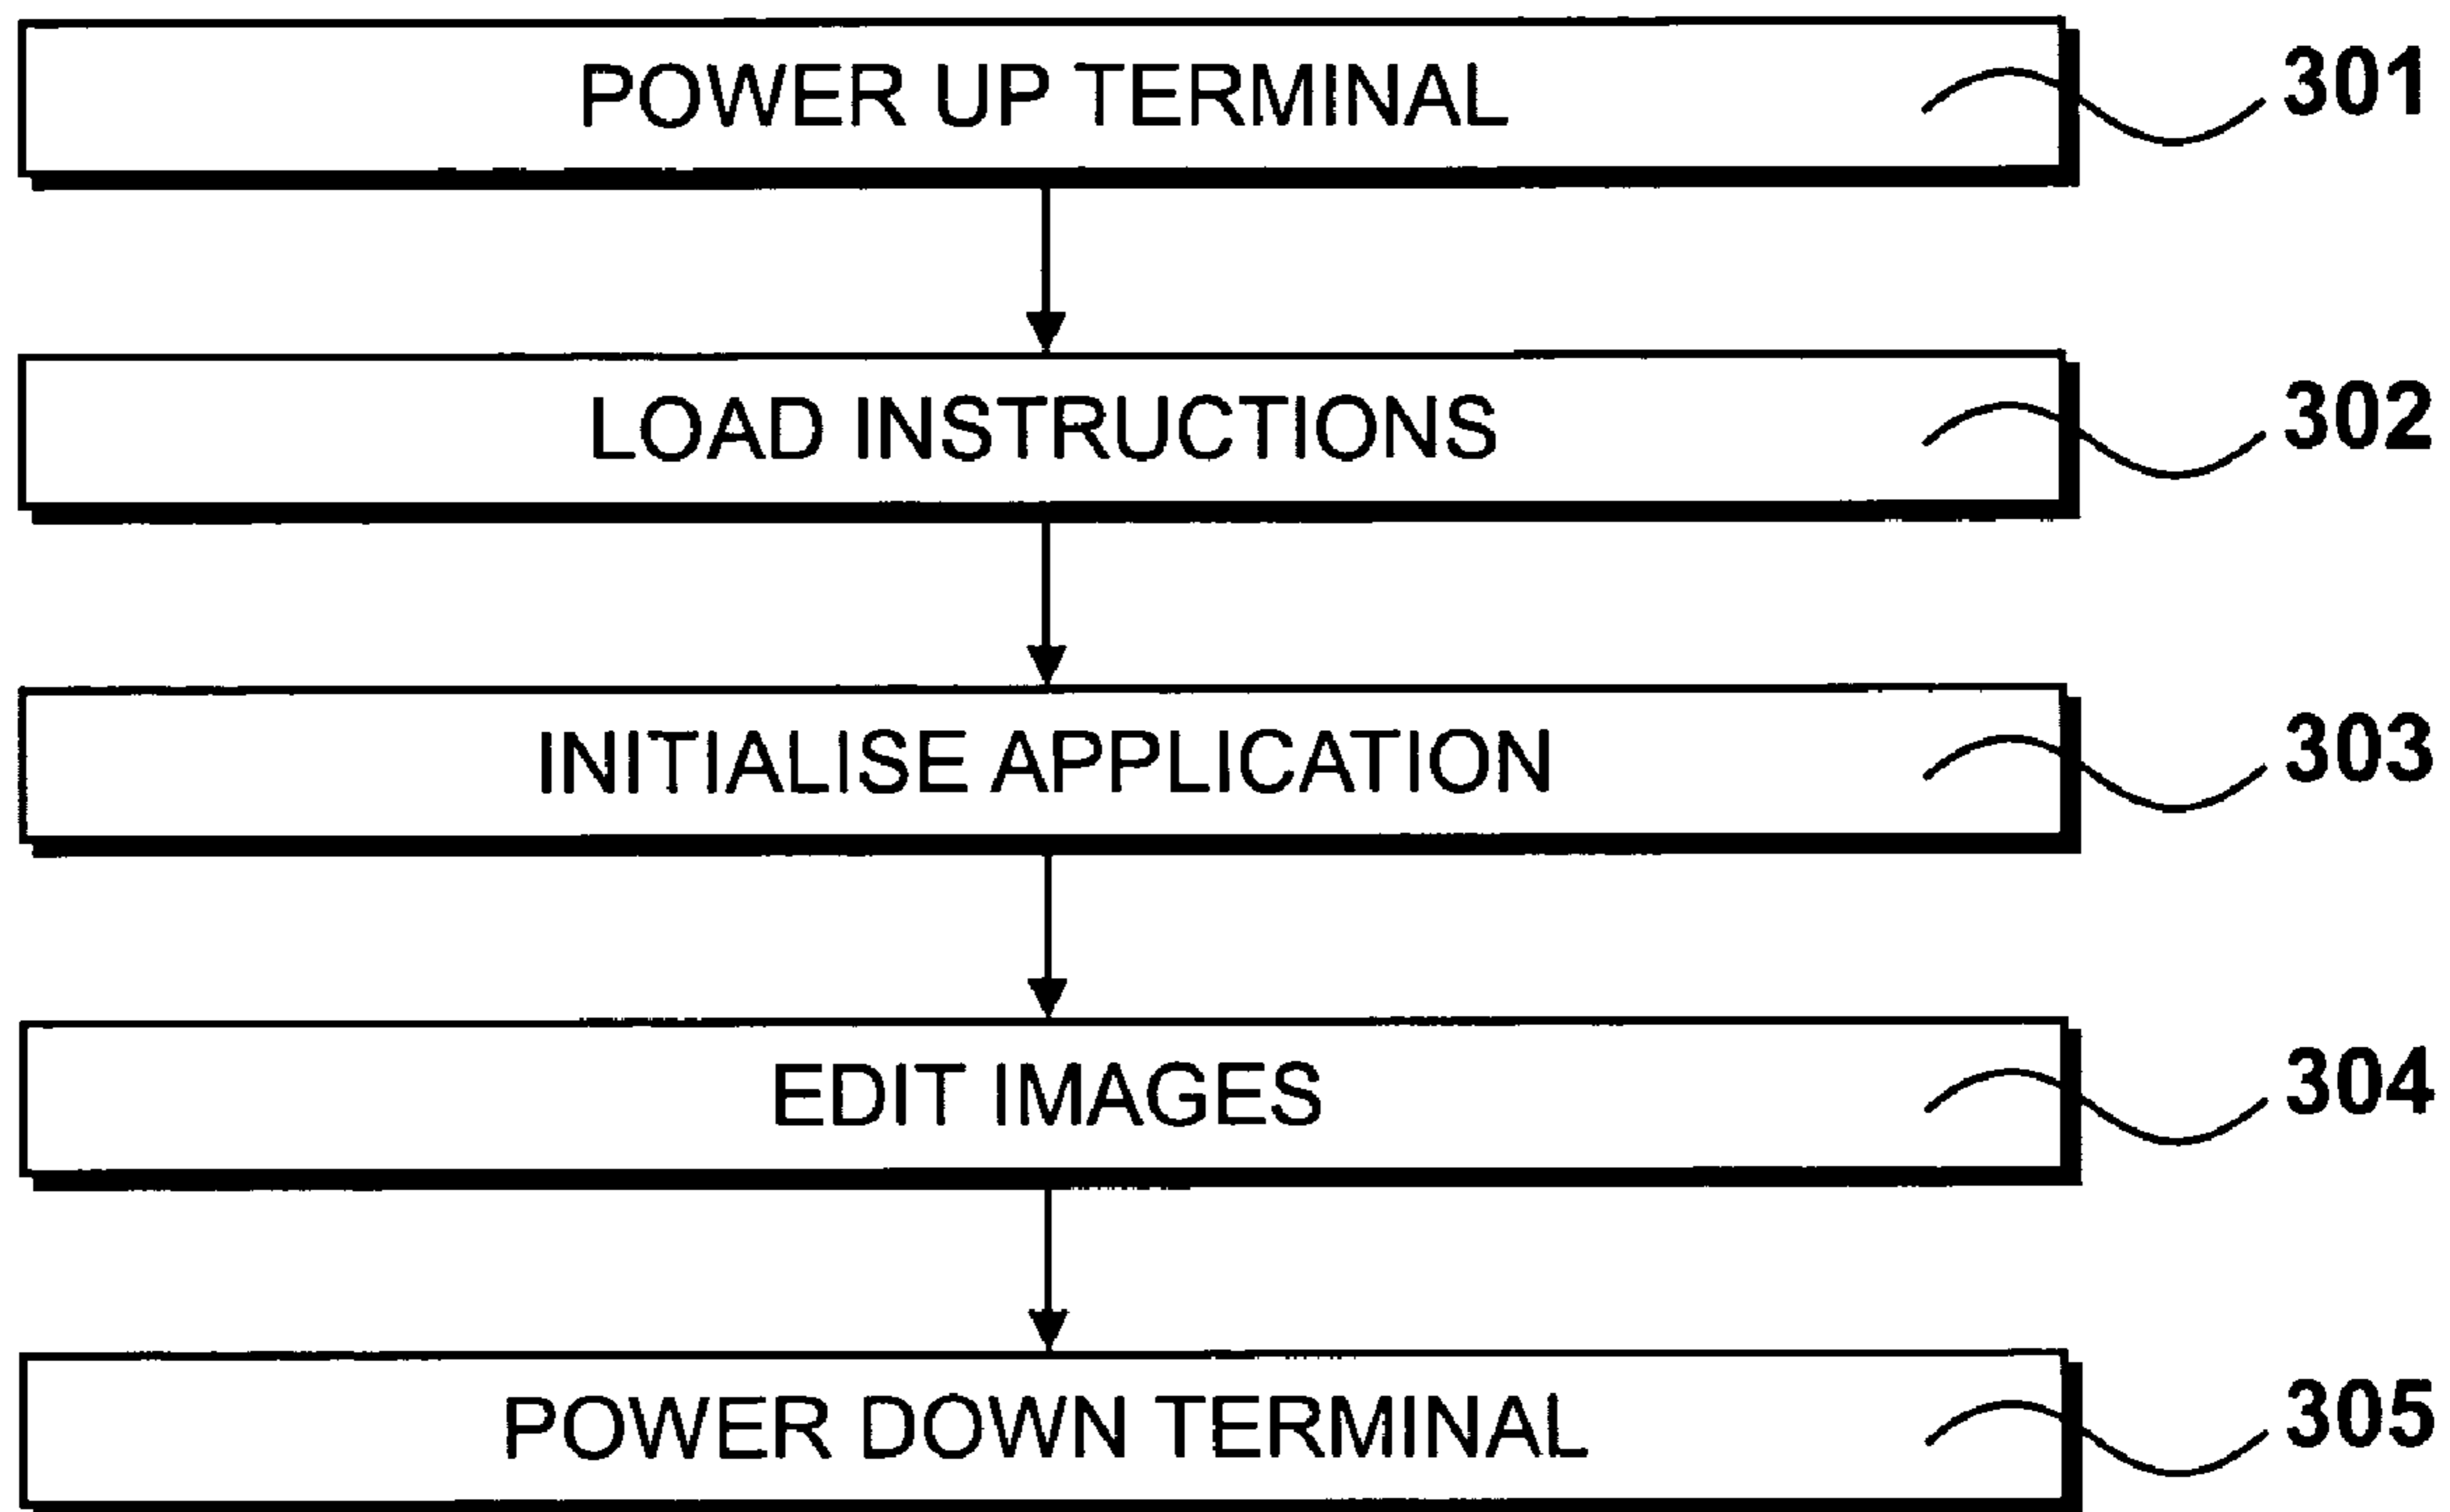 POWER UP TERMINAL 301
LOAD INSTRUCTIONS 302
INITIALISE APPLICATION 303
EDIT IMAGES 304
POWER DOWN TERMINAL 305